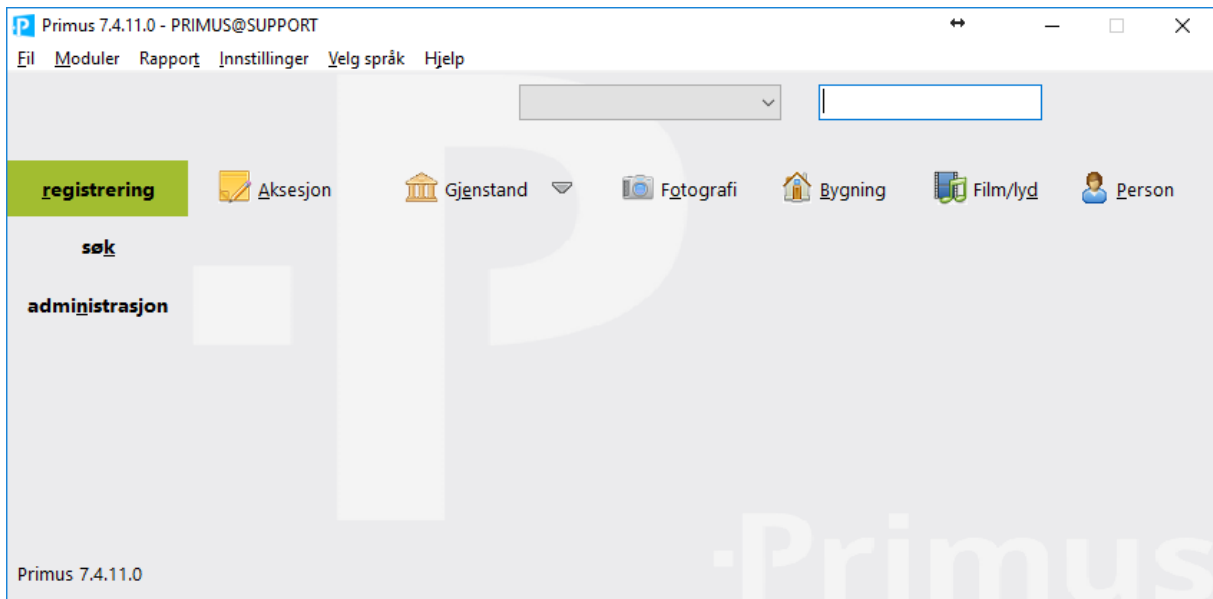 Primus 7.4.11.0 - PRIMUS@SUPPORT
Fil Moduler Rapport Innstillinger Velg språk Hjelp
registrering Aksesjon Gjenstand Fotografi Bygning Film/lyd Person
søk
administrasjon
Primus
Primus 7.4.11.0